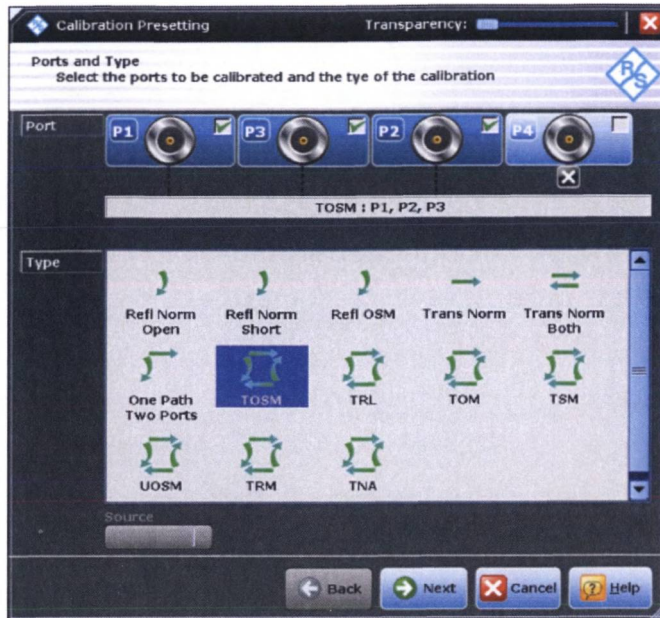 Calibration Presetting
Transparency:
Ports and Type
Select the ports to be calibrated and the tye of the calibration
R&S
Port
P1
P3
P2
P4
TOSM : P1, P2, P3
Type
Refl Norm Open
Refl Norm Short
Refl OSM
Trans Norm
Trans Norm Both
One Path Two Ports
TOSM
TRL
TOM
TSM
UOSM
TRM
TNA
Source
Back
Next
Cancel
Help